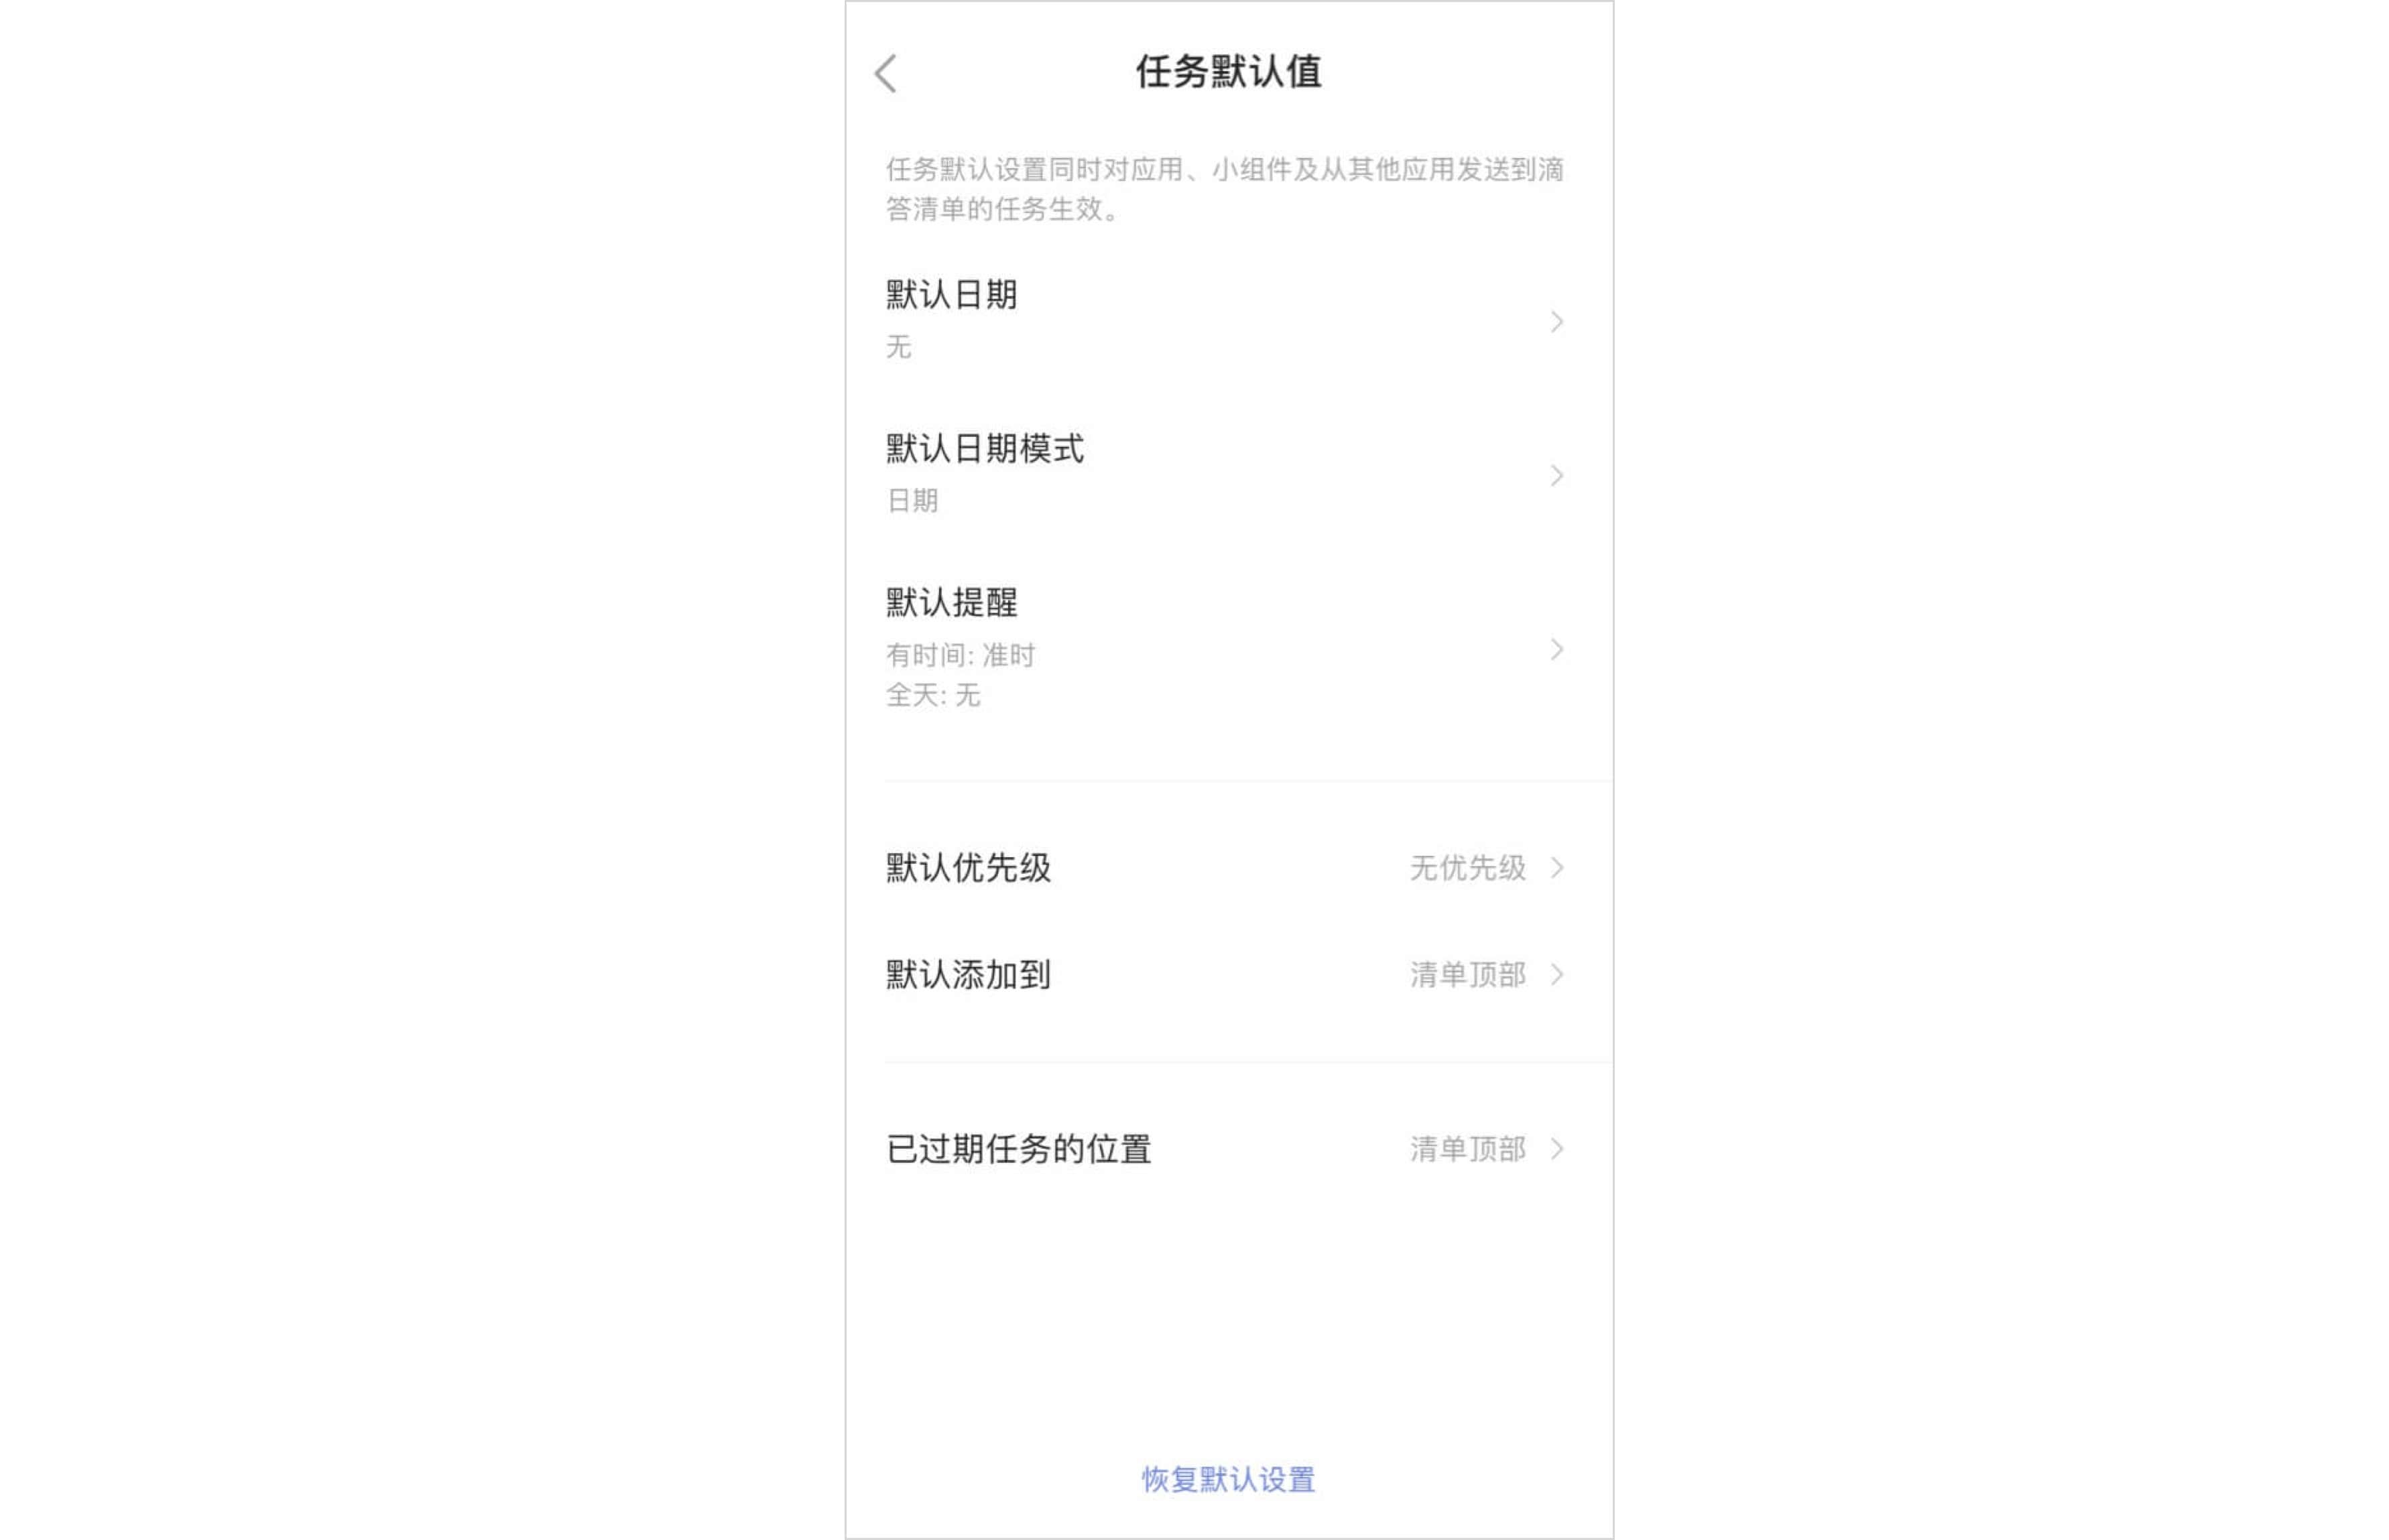 任务默认值
任务默认设置同时对应用、小组件及从其他应用发送到滴
答清单的任务生效。
默认日期
无
默认日期模式
日期
默认提醒
有时间: 准时
全天: 无
默认优先级 无优先级
默认添加到 清单顶部
已过期任务的位置 清单顶部
恢复默认设置